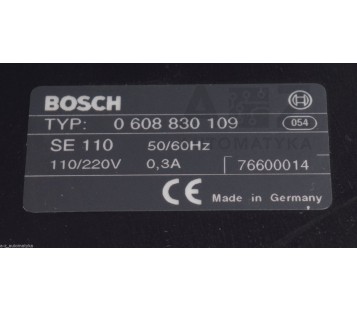 BOSCH
TYP: 0 608 830 109 054
SE 110 50/60Hz
110/220V 0,3A 76600014
CE Made in Germany